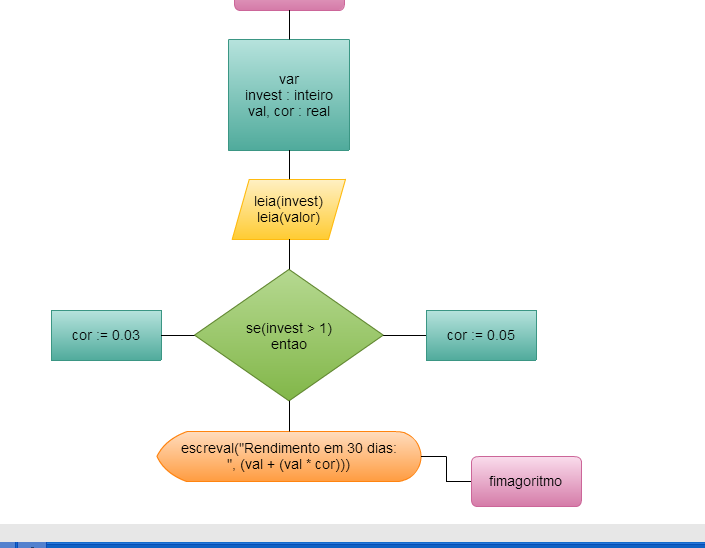 var
invest : inteiro
val, cor : real
leia(invest)
leia(valor)
cor := 0.03
se(invest > 1)
entao
cor := 0.05
escreval("Rendimento em 30 dias:
", (val + (val * cor)))
fimagoritmo